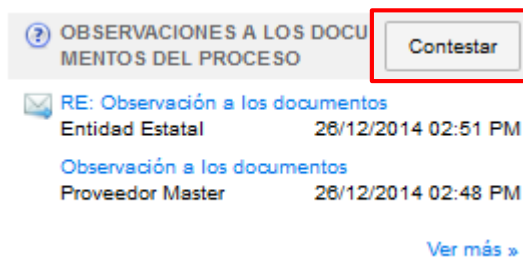 OBSERVACIONES A LOS DOCU
MENTOS DEL PROCESO
Contestar
RE: Observación a los documentos
Entidad Estatal 26/12/2014 02:51 PM
Observación a los documentos
Proveedor Master 26/12/2014 02:48 PM
Ver más »